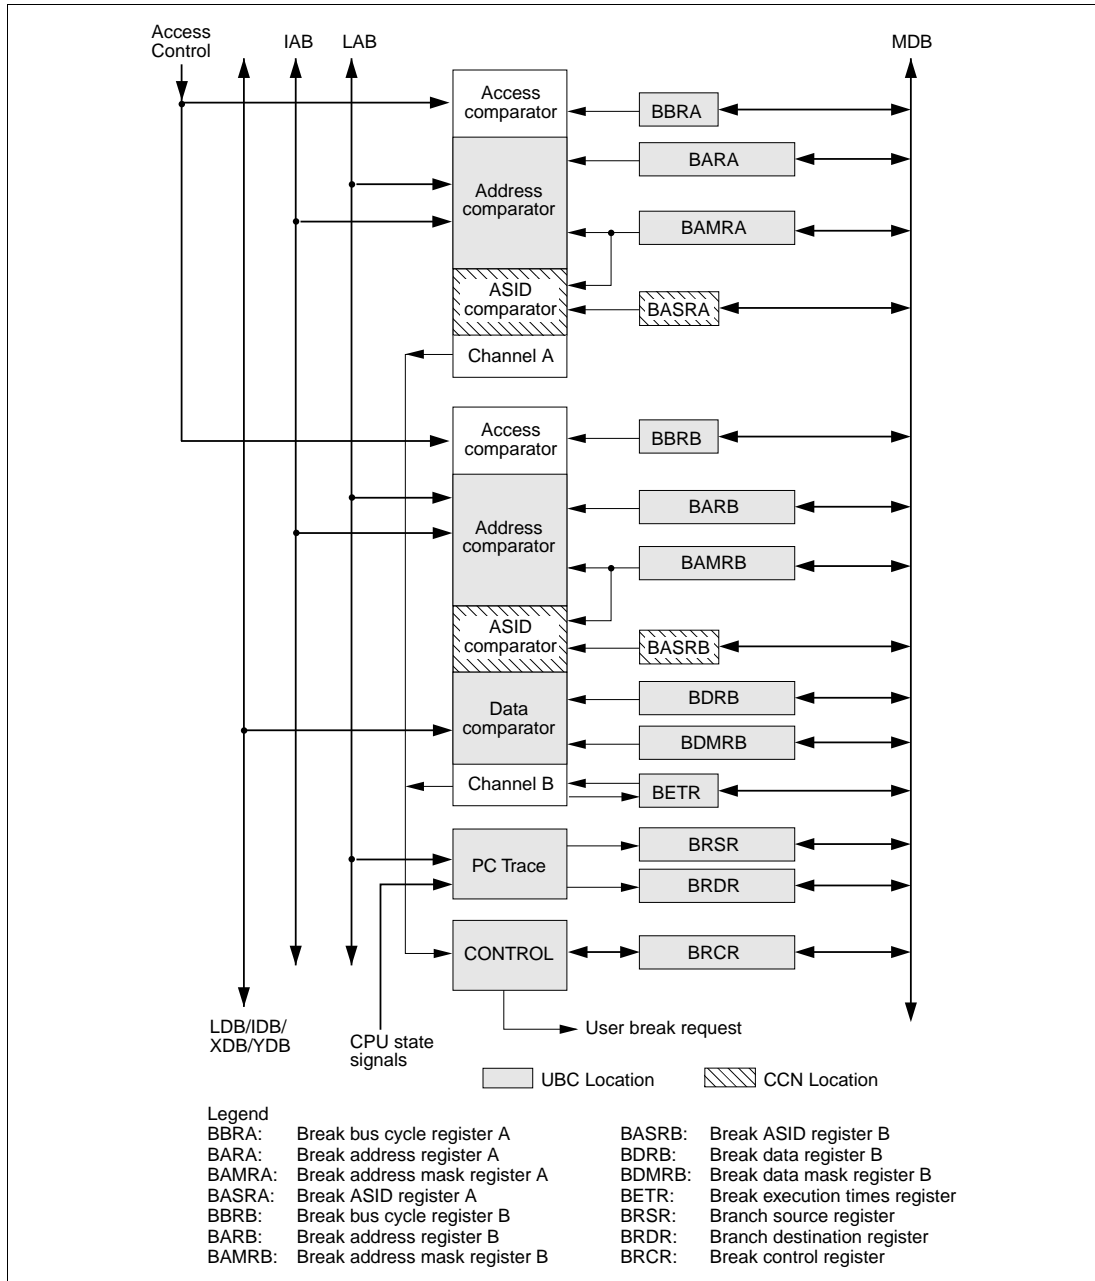 Access
Control
IAB
LAB
MDB
Access
comparator
BBRA
BARA
Address
comparator
BAMRA
ASID
comparator
BASRA
Channel A
Access
comparator
BBRB
BARB
Address
comparator
BAMRB
ASID
comparator
BASRB
BDRB
Data
comparator
BDMRB
Channel B
BETR
BRSR
PC Trace
BRDR
CONTROL
BRCR
LDB/IDB/
XDB/YDB
CPU state
signals
User break request
UBC Location
CCN Location
Legend
BBRA: Break bus cycle register A
BARA: Break address register A
BAMRA: Break address mask register A
BASRA: Break ASID register A
BBRB: Break bus cycle register B
BARB: Break address register B
BAMRB: Break address mask register B
BASRB: Break ASID register B
BDRB: Break data register B
BDMRB: Break data mask register B
BETR: Break execution times register
BRSR: Branch source register
BRDR: Branch destination register
BRCR: Break control register